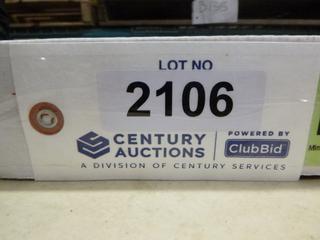 LOT NO
2106
CENTURY AUCTIONS
POWERED BY
ClubBid
A DIVISION OF CENTURY SERVICES